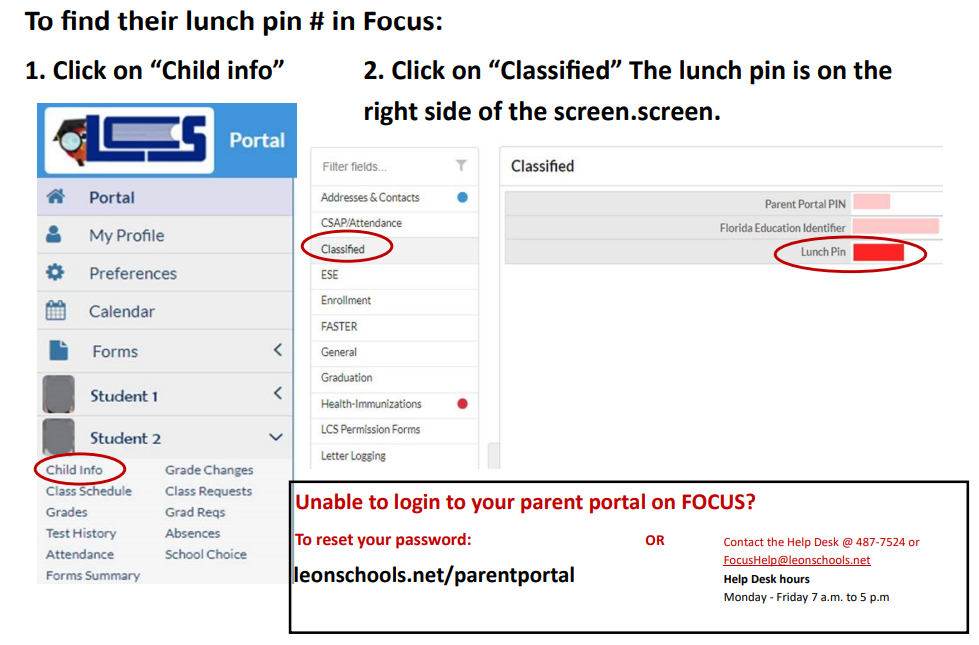 To find their lunch pin # in Focus:
1. Click on “Child info”
2. Click on “Classified” The lunch pin is on the
right side of the screen.screen.
LCS
Portal
Portal
My Profile
Preferences
Calendar
Forms
Student 1
Student 2
Child Info
Grade Changes
Class Schedule
Class Requests
Grades
Grad Reqs
Test History
Absences
Attendance
School Choice
Forms Summary
Filter fields...
Addresses & Contacts
CSAP/Attendance
Classified
ESE
Enrollment
FASTER
General
Graduation
Health-Immunizations
LCS Permission Forms
Letter Logging
Classified
Parent Portal PIN
Florida Education Identifier
Lunch Pin
Unable to login to your parent portal on FOCUS?
To reset your password:
leonschools.net/parentportal
OR
Contact the Help Desk @ 487-7524 or
FocusHelp@leonschools.net
Help Desk hours
Monday - Friday 7 a.m. to 5 p.m